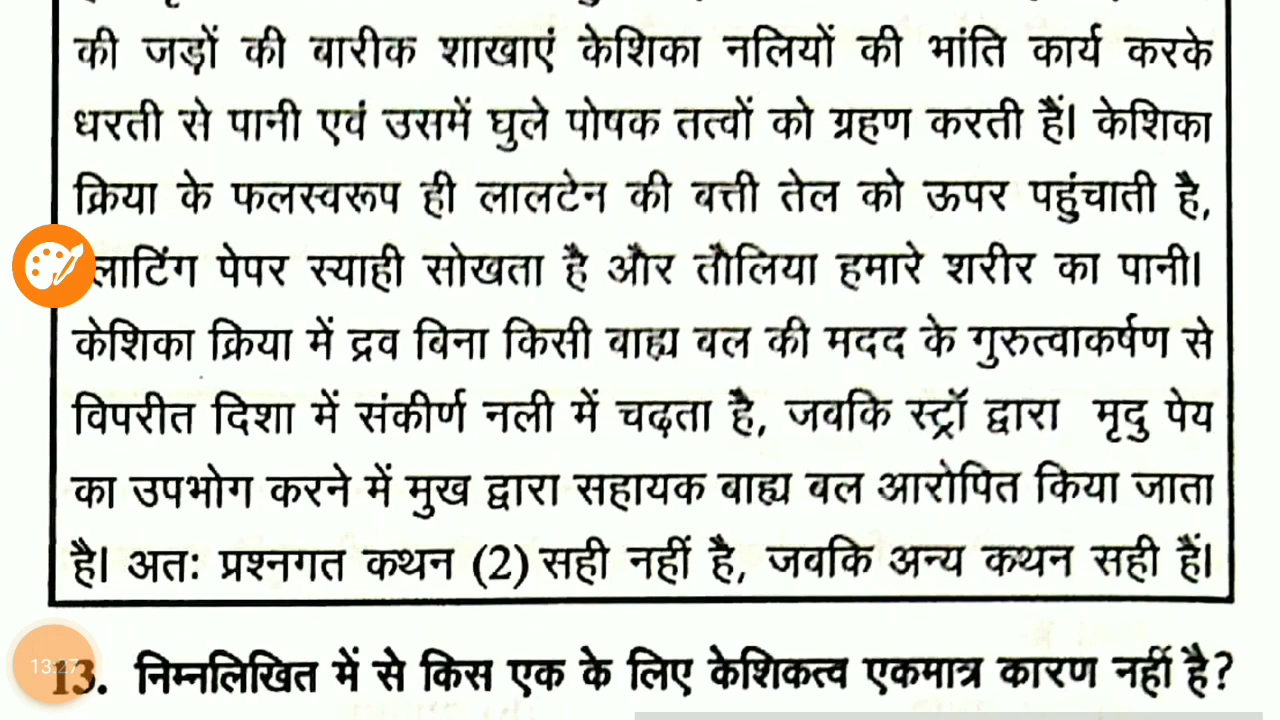 की जड़ों की बारीक शाखाएं केशिका नलियों की भांति कार्य करके
धरती से पानी एवं उसमें घुले पोषक तत्वों को ग्रहण करती हैं। केशिका
क्रिया के फलस्वरूप ही लालटेन की बत्ती तेल को ऊपर पहुंचाती है,
लाटिंग पेपर स्याही सोखता है और तौलिया हमारे शरीर का पानी।
केशिका क्रिया में द्रव बिना किसी बाह्य बल की मदद के गुरुत्वाकर्षण से
विपरीत दिशा में संकीर्ण नली में चढ़ता है, जबकि स्ट्रॉ द्वारा मृदु पेय
का उपभोग करने में मुख द्वारा सहायक बाह्य बल आरोपित किया जाता
है। अतः प्रश्नगत कथन (2) सही नहीं है, जबकि अन्य कथन सही हैं।
13. निम्नलिखित में से किस एक के लिए केशिकत्व एकमात्र कारण नहीं है?
13:27